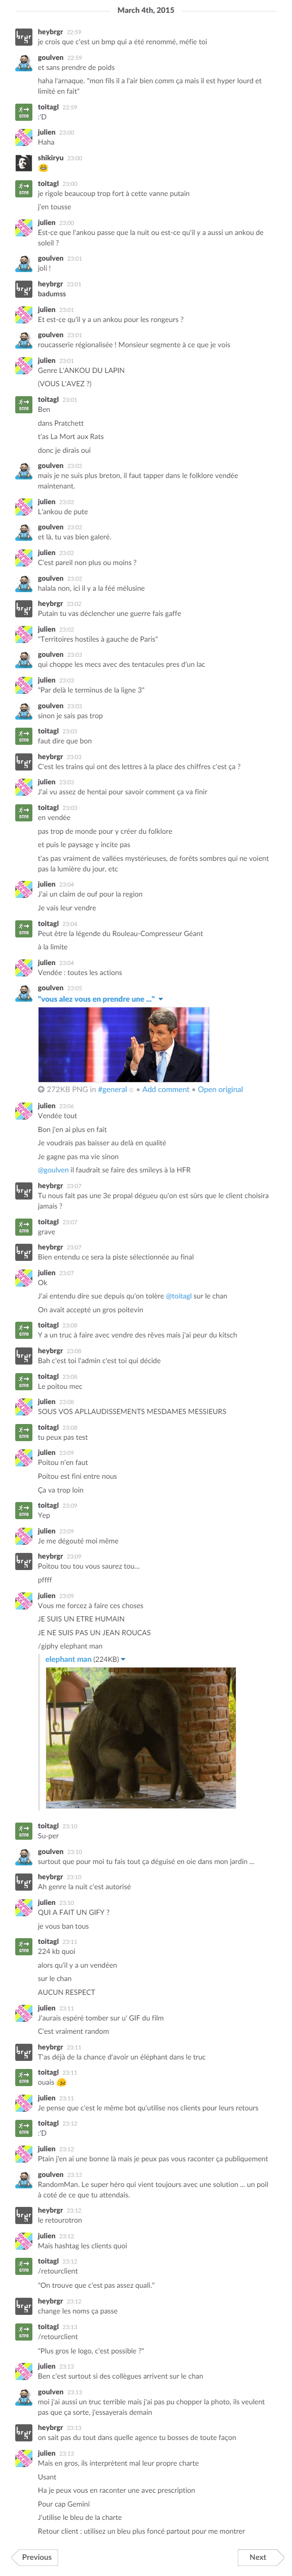 March 4th, 2015
heybrgr 22:59
je crois que c'est un bmp qui a été renommé, méfie toi
goulven 22:59
et sans prendre de poids
haha l'arnaque. "mon fils il a l'air bien comm ça mais il est hyper lourd et
limité en fait"
toitagl 22:59
:'D
julien 23:00
Haha
shikiryu 23:00
toitagl 23:00
je rigole beaucoup trop fort à cette vanne putain
j'en tousse
julien 23:00
Est-ce que l'ankou passe que la nuit ou est-ce qu'il y a aussi un ankou de
soleil ?
goulven 23:01
joli !
heybrgr 23:01
badumss
julien 23:01
Et est-ce qu'il y a un ankou pour les rongeurs ?
goulven 23:01
roucasserie régionalisée ! Monsieur segmente à ce que je vois
julien 23:01
Genre L'ANKOU DU LAPIN
(VOUS L'AVEZ ?)
toitagl 23:01
Ben
dans Pratchett
t'as La Mort aux Rats
donc je dirais oui
goulven 23:02
mais je ne suis plus breton, il faut tapper dans le folklore vendée
maintenant.
julien 23:02
L'ankou de pute
goulven 23:02
et là, tu vas bien galeré.
julien 23:02
C'est pareil non plus ou moins ?
goulven 23:02
halala non, ici il y a la féé mélusine
heybrgr 23:02
Putain tu vas déclencher une guerre fais gaffe
julien 23:02
"Territoires hostiles à gauche de Paris"
goulven 23:03
qui choppe les mecs avec des tentacules pres d'un lac
julien 23:03
"Par delà le terminus de la ligne 3"
goulven 23:03
sinon je sais pas trop
toitagl 23:03
faut dire que bon
heybrgr 23:03
C'est les trains qui ont des lettres à la place des chiffres c'est ça ?
julien 23:03
J'ai vu assez de hentai pour savoir comment ça va finir
toitagl 23:03
en vendée
pas trop de monde pour y créer du folklore
et puis le paysage y incite pas
t'as pas vraiment de vallées mystérieuses, de forêts sombres qui ne voient
pas la lumière du jour, etc
julien 23:04
J'ai un claim de ouf pour la region
Je vais leur vendre
toitagl 23:04
Peut être la légende du Rouleau-Compresseur Géant
à la limite
julien 23:04
Vendée : toutes les actions
goulven 23:05
"vous alez vous en prendre une ..."
272KB PNG in #general • Add comment • Open original
julien 23:06
Vendée tout
Bon j'en ai plus en fait
Je voudrais pas baisser au delà en qualité
Je gagne pas ma vie sinon
@goulven il faudrait se faire des smileys à la HFR
heybrgr 23:07
Tu nous fait pas une 3e propal dégueu qu'on est sûrs que le client choisira
jamais ?
toitagl 23:07
grave
heybrgr 23:07
Bien entendu ce sera la piste sélectionnée au final
julien 23:07
Ok
J'ai entendu dire sue depuis qu'on tolère @toitagl sur le chan
On avait accepté un gros poitevin
toitagl 23:08
Y a un truc à faire avec vendre des rêves mais j'ai peur du kitsch
heybrgr 23:08
Bah c'est toi l'admin c'est toi qui décide
toitagl 23:08
Le poitou mec
julien 23:08
SOUS VOS APLLAUDISSEMENTS MESDAMES MESSIEURS
toitagl 23:08
tu peux pas test
julien 23:09
Poitou n'en faut
Poitou est fini entre nous
Ça va trop loin
toitagl 23:09
Yep
julien 23:09
Je me dégouté moi même
heybrgr 23:09
Poitou tou tou vous saurez tou...
pffff
julien 23:09
Vous me forcez à faire ces choses
JE SUIS UN ETRE HUMAIN
JE NE SUIS PAS UN JEAN ROUCAS
/giphy elephant man
elephant man (224KB)
toitagl 23:10
Su-per
goulven 23:10
surtout que pour moi tu fais tout ça déguisé en oie dans mon jardin ...
heybrgr 23:10
Ah genre la nuit c'est autorisé
julien 23:10
QUI A FAIT UN GIFY ?
je vous ban tous
toitagl 23:11
224 kb quoi
alors qu'il y a un vendéen
sur le chan
AUCUN RESPECT
julien 23:11
J'aurais espéré tomber sur u' GIF du film
C'est vraiment random
heybrgr 23:11
T'as déjà de la chance d'avoir un éléphant dans le truc
toitagl 23:11
ouais
julien 23:11
Je pense que c'est le même bot qu'utilise nos clients pour leurs retours
toitagl 23:12
:'D
julien 23:12
Ptain j'en ai une bonne là mais je peux pas vous raconter ça publiquement
goulven 23:12
RandomMan. Le super héro qui vient toujours avec une solution ... un poil
à coté de ce que tu attendais.
heybrgr 23:12
le retourotron
julien 23:12
Mais hashtag les clients quoi
toitagl 23:12
/retourclient
"On trouve que c'est pas assez quali."
heybrgr 23:12
change les noms ça passe
toitagl 23:13
/retourclient
"Plus gros le logo, c'est possible ?"
julien 23:13
Ben c'est surtout si des collègues arrivent sur le chan
goulven 23:13
moi j'ai aussi un truc terrible mais j'ai pas pu chopper la photo, ils veulent
pas que ça sorte, j'essayerais demain
heybrgr 23:13
on sait pas du tout dans quelle agence tu bosses de toute façon
julien 23:13
Mais en gros, ils interprètent mal leur propre charte
Usant
Ha je peux vous en raconter une avec prescription
Pour cap Gemini
J'utilise le bleu de la charte
Retour client : utilisez un bleu plus foncé partout pour me montrer
Previous
Next